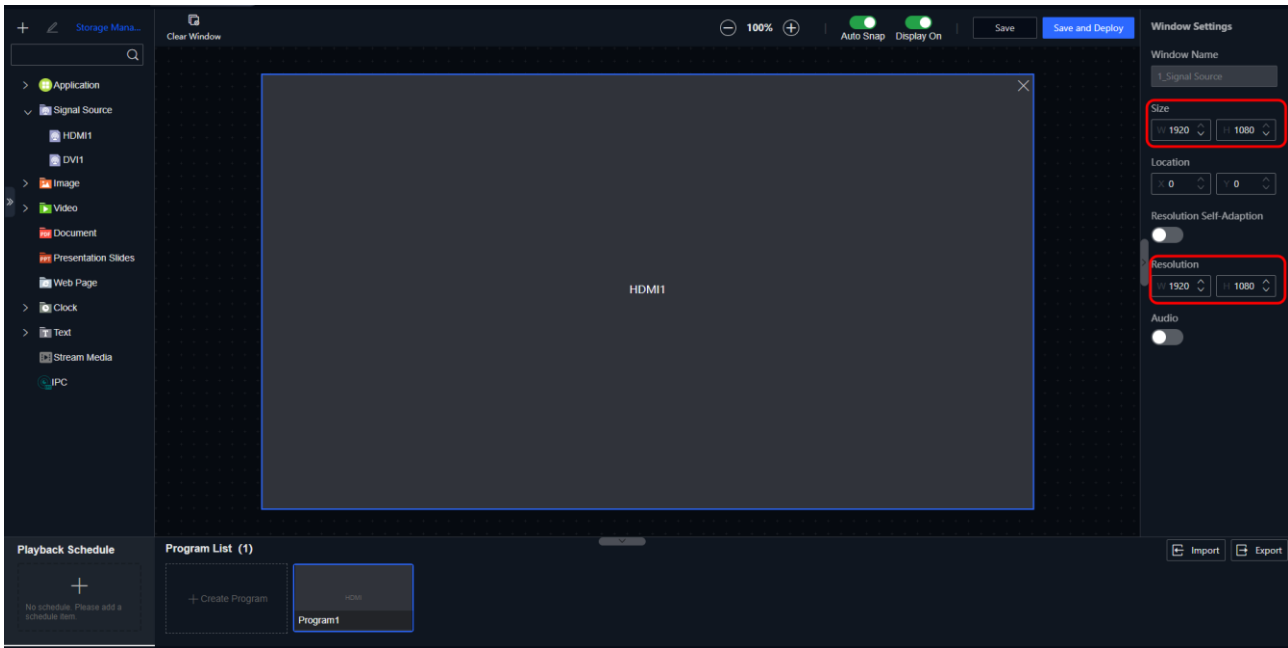 Storage Mana...
Clear Window
100%
Auto Snap
Display On
Save
Save and Deploy
Application
Signal Source
HDMI1
DVI1
Image
Video
PDF Document
PPT Presentation Slides
Web Page
Clock
T Text
Stream Media
IPC
HDMI1
Window Settings
Window Name
1_Signal Source
Size
W 1920 H 1080
Location
X 0 Y 0
Resolution Self-Adaption
Resolution
W 1920 H 1080
Audio
Playback Schedule
No schedule. Please add a
schedule item.
Program List (1)
Create Program
HDMI
Program1
Import
Export